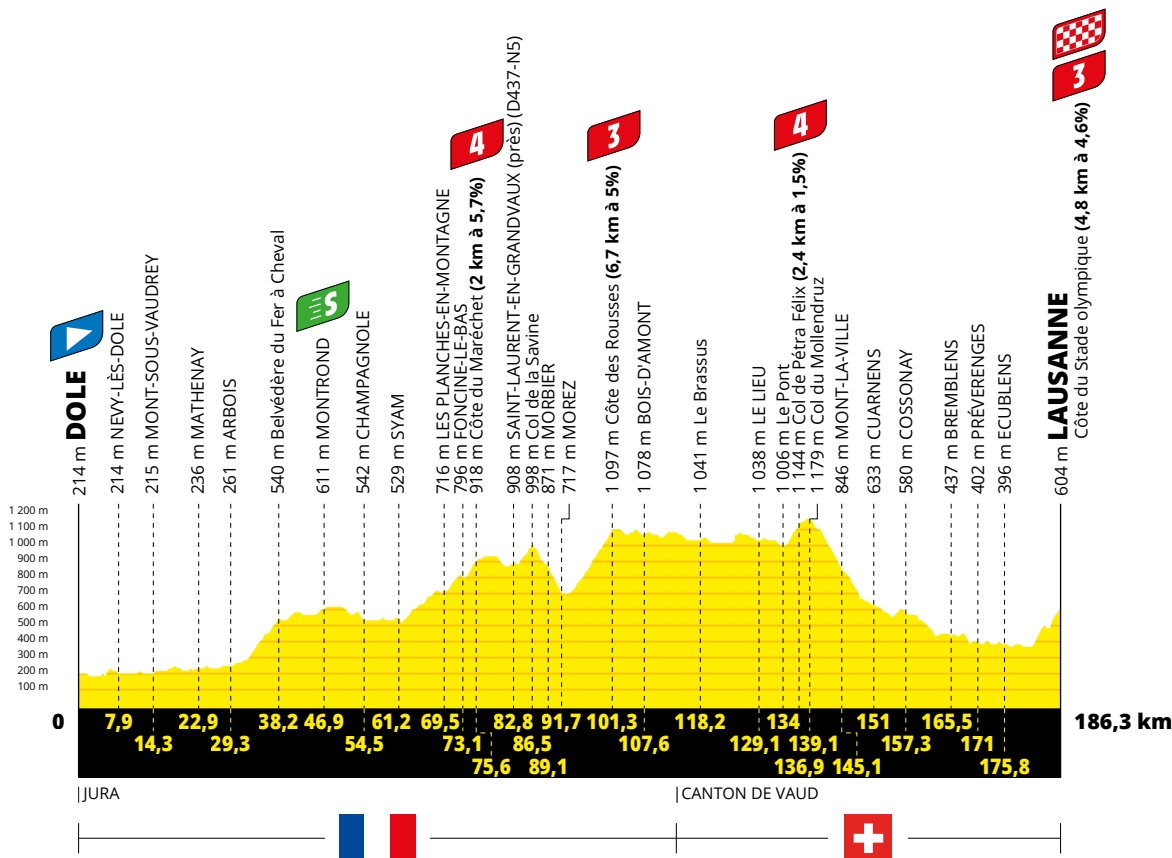 DOLE
214 m
214 m NEVY-LÈS-DOLE
215 m MONT-SOUS-VAUDREY
236 m MATHENAY
261 m ARBOIS
540 m Belvédère du Fer à Cheval
S
611 m MONTROND
542 m CHAMPAGNOLE
529 m SYAM
716 m LES PLANCHES-EN-MONTAGNE
796 m FONCINE-LE-BAS
4
918 m Côte du Maréchet (2 km à 5,7%)
908 m SAINT-LAURENT-EN-GRANDVAUX (près) (D437-N5)
998 m Col de la Savine
871 m MORBIER
717 m MOREZ
3
1 097 m Côte des Rousses (6,7 km à 5%)
1 078 m BOIS-D'AMONT
1 041 m Le Brassus
1 038 m LE LIEU
1 006 m Le Pont
4
1 144 m Col de Pétra Félix (2,4 km à 1,5%)
1 179 m Col du Mollendruz
846 m MONT-LA-VILLE
633 m CUARNENS
580 m COSSONAY
437 m BREMBLENS
402 m PRÉVERENGES
396 m ECUBLENS
3
LAUSANNE
604 m Côte du Stade olympique (4,8 km à 4,6%)
1 200 m
1 000 m
900 m
800 m
700 m
600 m
500 m
400 m
300 m
200 m
100 m
0 7,9 22,9 38,2 46,9 61,2 69,5 82,8 91,7 101,3 118,2 134 151 165,5 186,3 km
14,3 29,3 54,5 73,1 86,5 107,6 129,1 139,1 157,3 171
75,6 89,1 136,9 145,1 175,8
JURA
CANTON DE VAUD